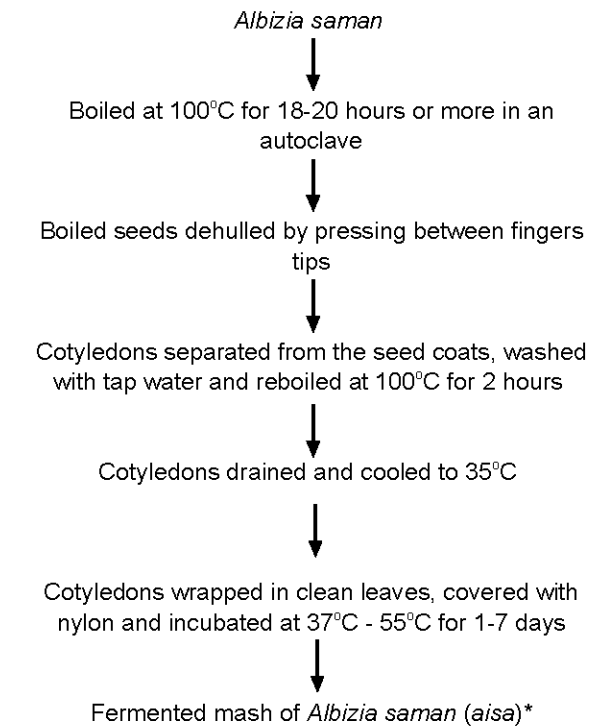 Albizia saman
Boiled at 100°C for 18-20 hours or more in an
autoclave
Boiled seeds dehulled by pressing between fingers
tips
Cotyledons separated from the seed coats, washed
with tap water and reboiled at 100°C for 2 hours
Cotyledons drained and cooled to 35°C
Cotyledons wrapped in clean leaves, covered with
nylon and incubated at 37°C - 55°C for 1-7 days
Fermented mash of Albizia saman (aisa)*